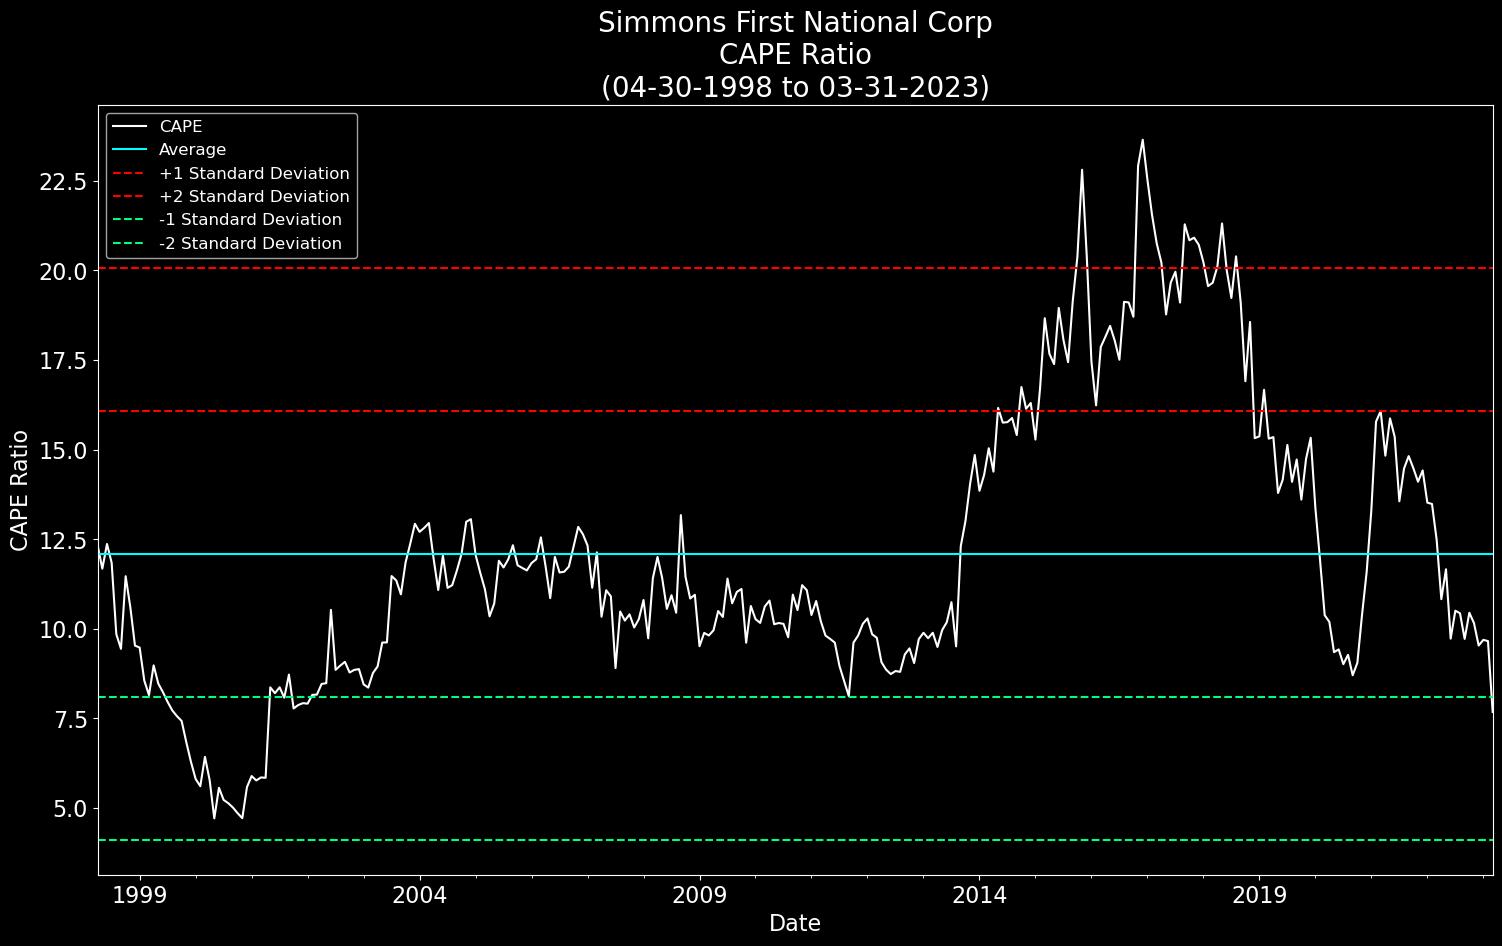 Simmons First National Corp
CAPE Ratio
(04-30-1998 to 03-31-2023)
CAPE
Average
+1 Standard Deviation
+2 Standard Deviation
-1 Standard Deviation
-2 Standard Deviation
22.5
20.0
17.5
15.0
12.5
10.0
7.5
5.0
CAPE Ratio
1999
2004
2009
2014
2019
Date